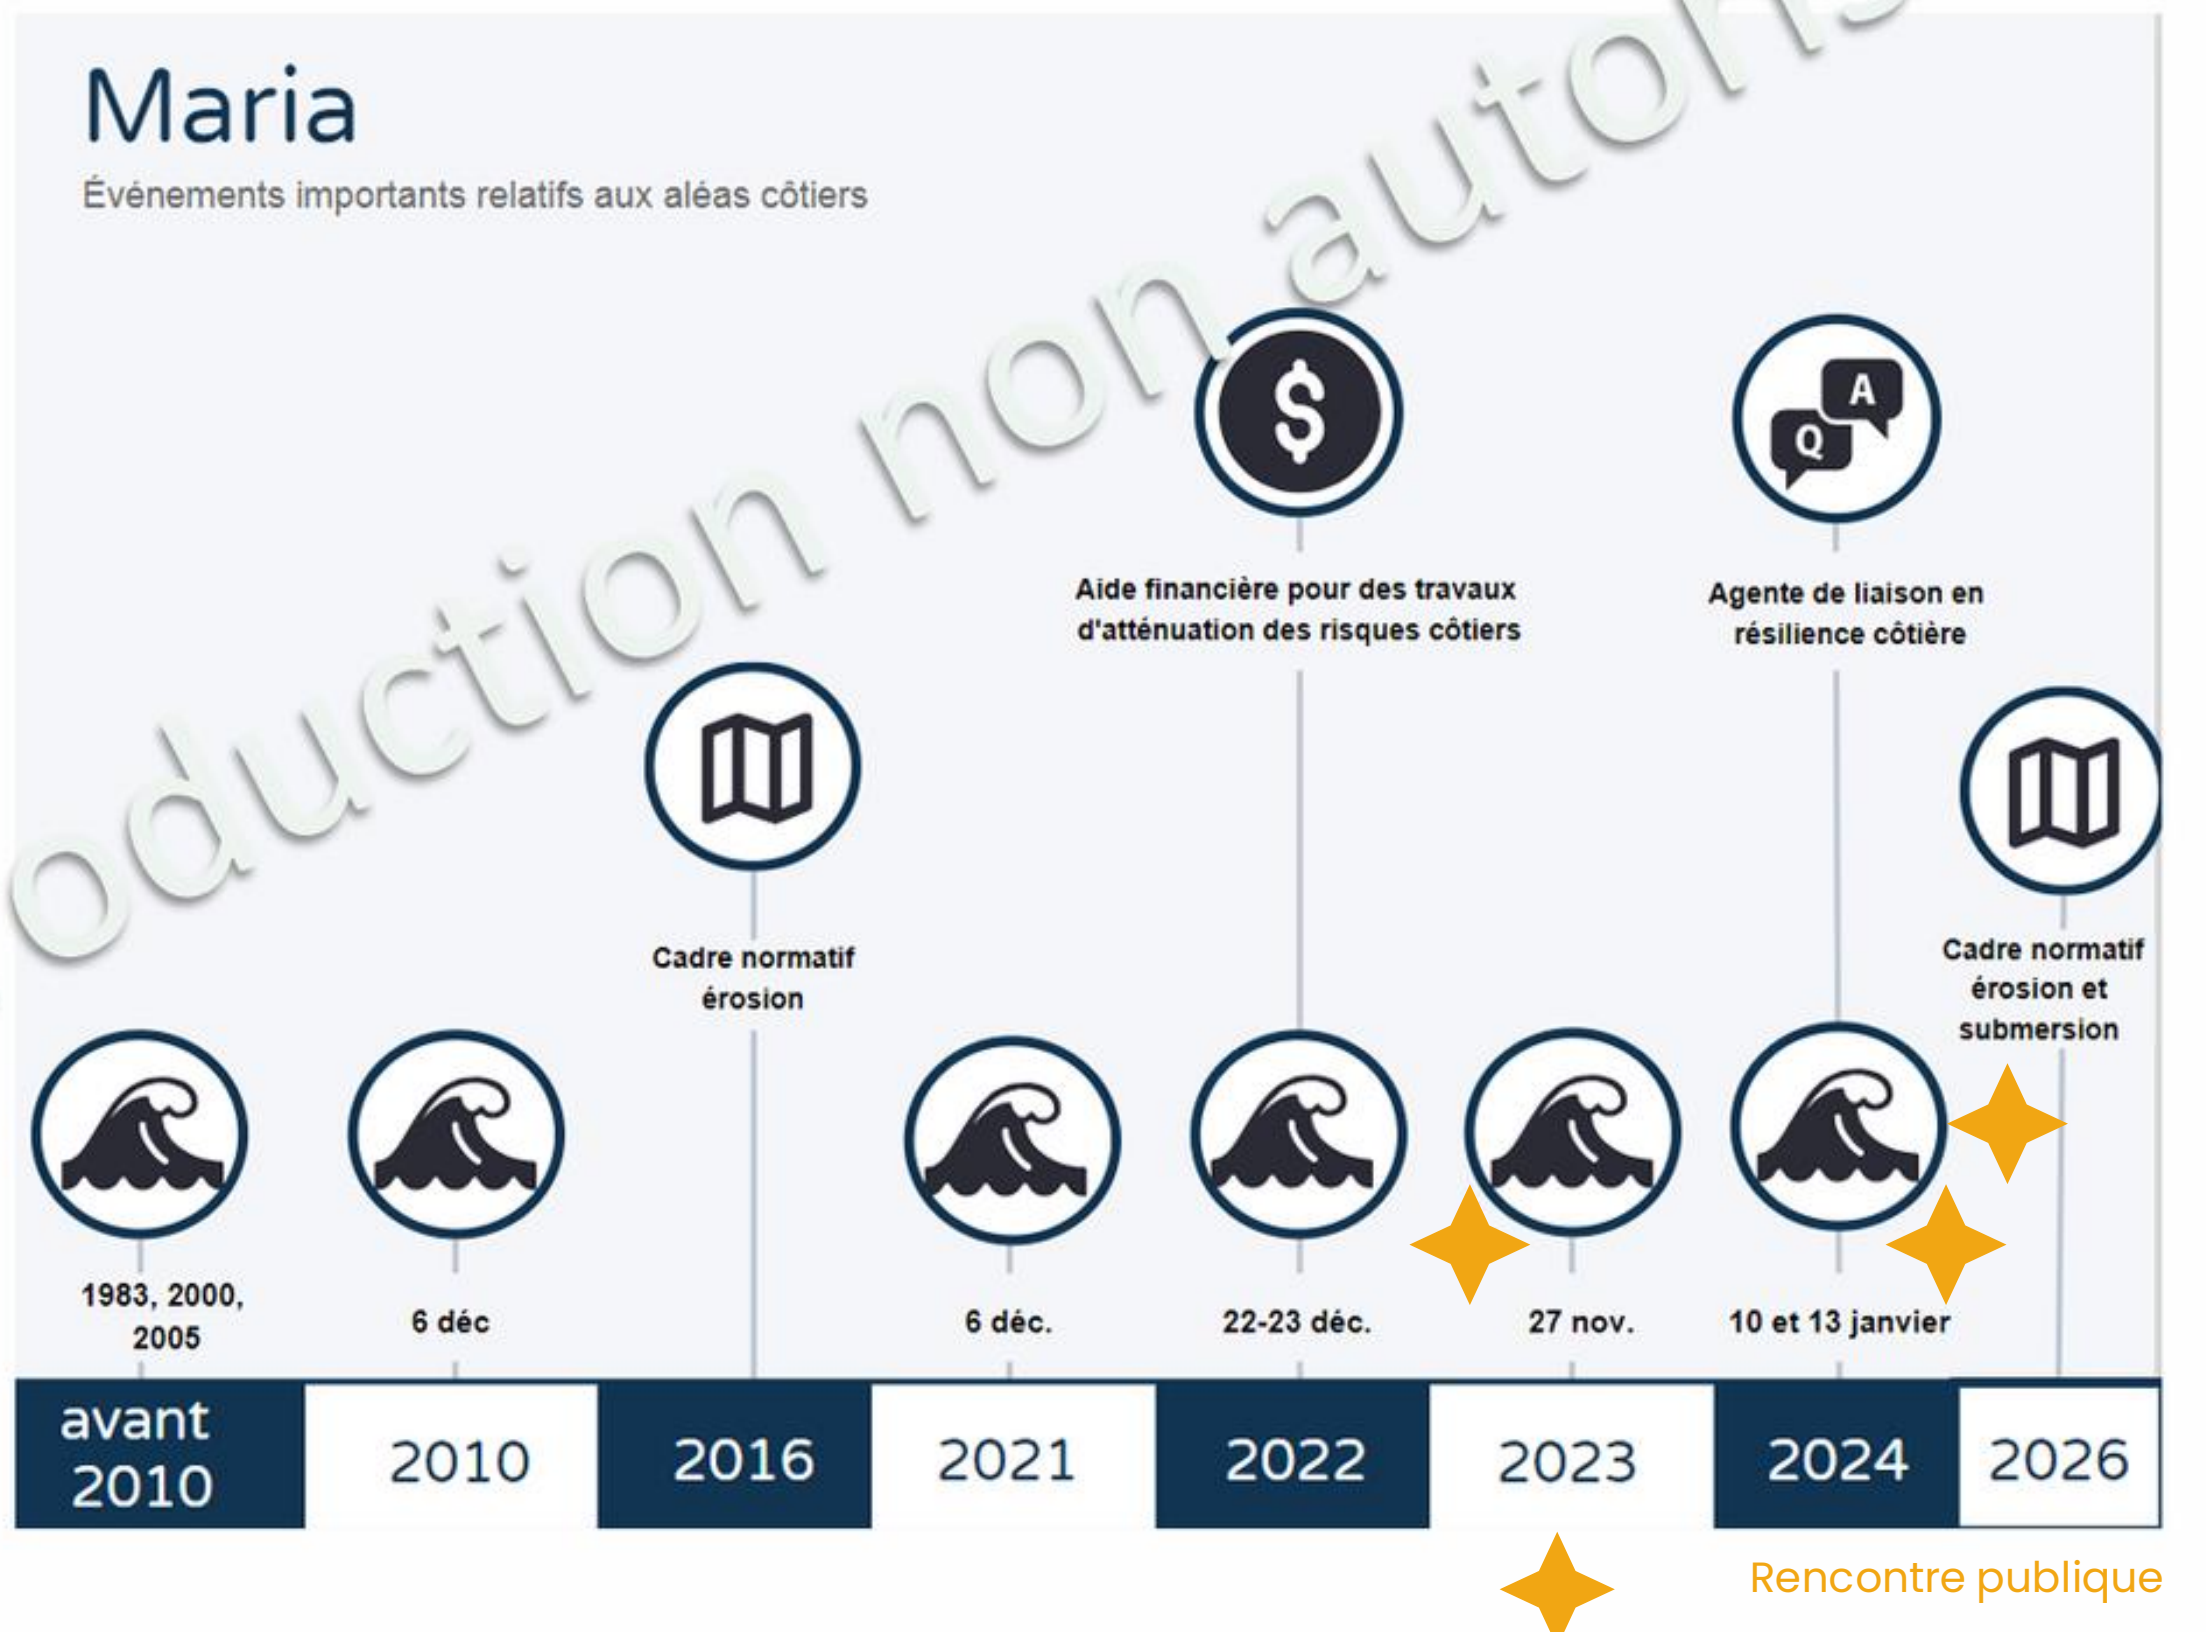 Maria
Événements importants relatifs aux aléas côtiers
oduction non autoris
$
A
Q
Aide financière pour des travaux
d'atténuation des risques côtiers
Agente de liaison en
résilience côtière
Cadre normatif
érosion
Cadre normatif
érosion et
submersion
1983, 2000,
2005
6 déc
6 déc.
22-23 déc.
27 nov.
10 et 13 janvier
avant
2010
2010
2016
2021
2022
2023
2024
2026
Rencontre publique